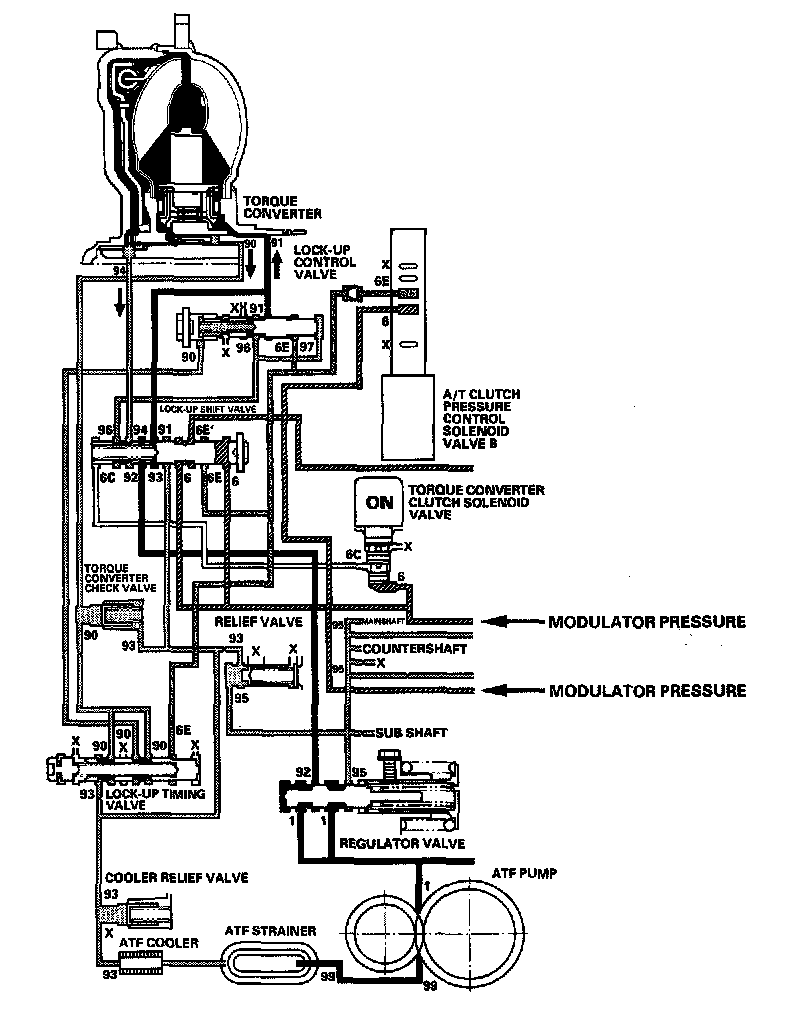 TORQUE
CONVERTER
90
91
94
LOCK-UP
CONTROL
VALVE
X
6E
6
X
XX 91
90
X
96
6E
97
LOCK-UP SHIFT VALVE
A/T CLUTCH
PRESSURE
CONTROL
SOLENOID
VALVE B
96
94
91
6E'
6C
92
93
6
6E
6
ON
TORQUE CONVERTER
CLUTCH SOLENOID
VALVE
X
6C
6
TORQUE
CONVERTER
CHECK VALVE
90
93
RELIEF VALVE
93
X
X
95
95
MAINSHAFT
MODULATOR PRESSURE
COUNTERSHAFT
95
X
MODULATOR PRESSURE
SUB SHAFT
6E
X
90
90
X
90
X
93
LOCK-UP TIMING
VALVE
92
95
1
1
REGULATOR VALVE
ATF PUMP
1
COOLER RELIEF VALVE
93
X
ATF COOLER
93
ATF STRAINER
99
99